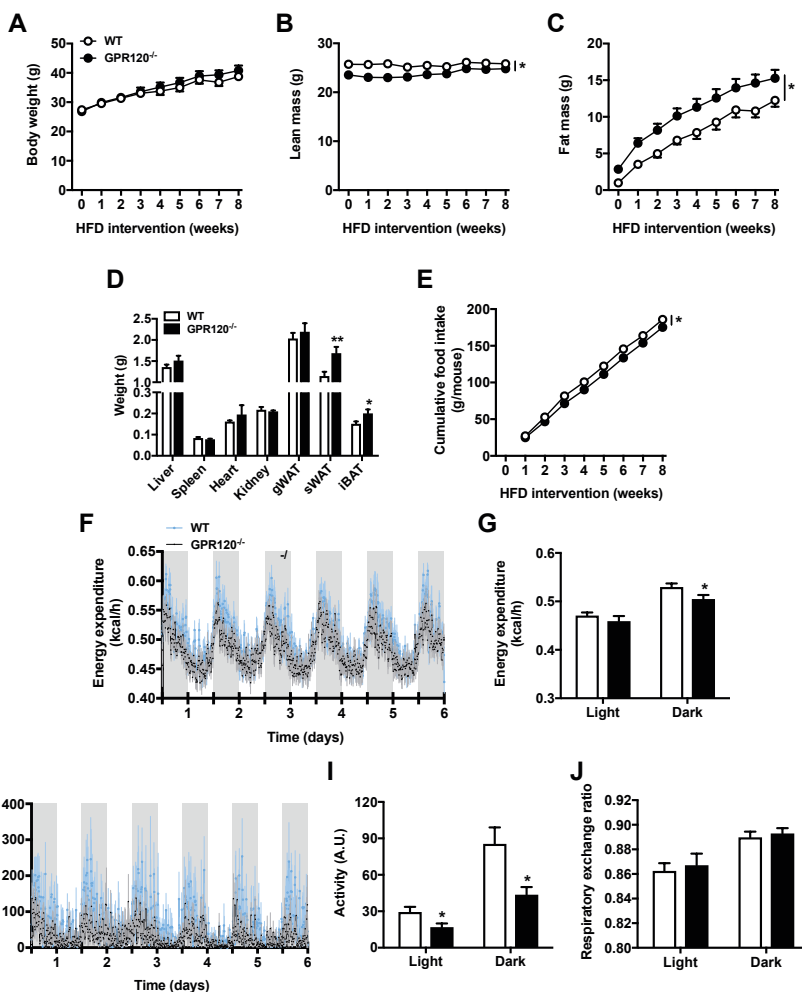 A
WT
GPR120-/-
Body weight (g)
50
40
30
20
10
0
0 1 2 3 4 5 6 7 8
HFD intervention (weeks)
B
Lean mass (g)
30
20
10
0
*
0 1 2 3 4 5 6 7 8
HFD intervention (weeks)
C
Fat mass (g)
20
15
10
5
0
*
0 1 2 3 4 5 6 7 8
HFD intervention (weeks)
D
WT
GPR120-/-
Weight (g)
2.5
2.0
1.5
1.0
0.2
0.1
0.0
**
*
Liver
Spleen
Heart
Kidney
gWAT
sWAT
iBAT
E
Cumulative food intake
(g/mouse)
200
150
100
50
0
*
0 1 2 3 4 5 6 7 8
HFD intervention (weeks)
F
WT
GPR120-/-
-/
Energy expenditure
(kcal/h)
0.65
0.60
0.55
0.50
0.45
0.40
1 2 3 4 5 6
Time (days)
G
Energy expenditure
(kcal/h)
0.6
0.5
0.4
0.3
*
Light Dark
400
300
200
100
0
1 2 3 4 5 6
Time (days)
I
Activity (A.U.)
120
90
60
30
0
*
*
Light Dark
J
Respiratory exchange ratio
0.92
0.90
0.88
0.86
0.84
0.82
0.80
Light Dark